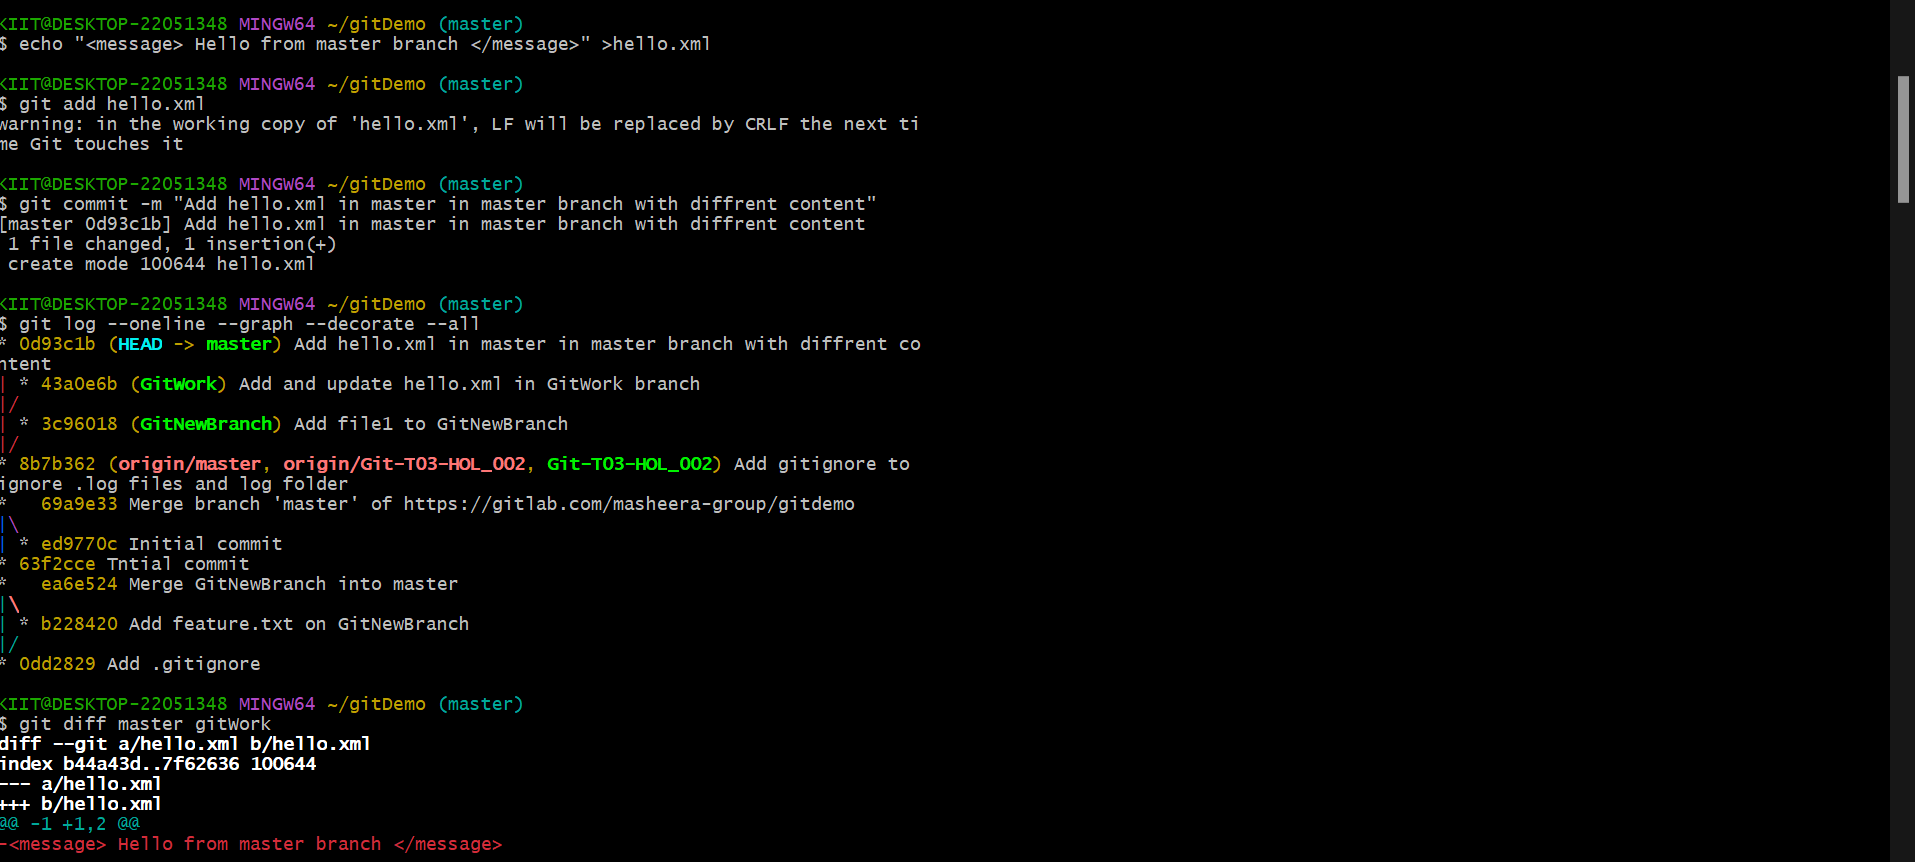 KIIT@DESKTOP-22051348 MINGW64 ~/gitDemo (master)
$ echo "<message> Hello from master branch </message>" >hello.xml
KIIT@DESKTOP-22051348 MINGW64 ~/gitDemo (master)
$ git add hello.xml
warning: in the working copy of 'hello.xml', LF will be replaced by CRLF the next ti
me Git touches it
KIIT@DESKTOP-22051348 MINGW64 ~/gitDemo (master)
$ git commit -m "Add hello.xml in master in master branch with diffrent content"
[master 0d93c1b] Add hello.xml in master in master branch with diffrent content
 1 file changed, 1 insertion(+)
 create mode 100644 hello.xml
KIIT@DESKTOP-22051348 MINGW64 ~/gitDemo (master)
$ git log --oneline --graph --decorate --all
* 0d93c1b (HEAD -> master) Add hello.xml in master in master branch with diffrent co
ntent
| * 43a0e6b (GitWork) Add and update hello.xml in GitWork branch
|/
| * 3c96018 (GitNewBranch) Add file1 to GitNewBranch
|/
* 8b7b362 (origin/master, origin/Git-T03-HOL_002, Git-T03-HOL_002) Add gitignore to
ignore .log files and log folder
*   69a9e33 Merge branch 'master' of https://gitlab.com/masheera-group/gitdemo
|\
| * ed9770c Initial commit
* 63f2cce Tntial commit
*   ea6e524 Merge GitNewBranch into master
|\
| * b228420 Add feature.txt on GitNewBranch
|/
* 0dd2829 Add .gitignore
KIIT@DESKTOP-22051348 MINGW64 ~/gitDemo (master)
$ git diff master gitWork
diff --git a/hello.xml b/hello.xml
index b44a43d..7f62636 100644
--- a/hello.xml
+++ b/hello.xml
@@ -1 +1,2 @@
-<message> Hello from master branch </message>